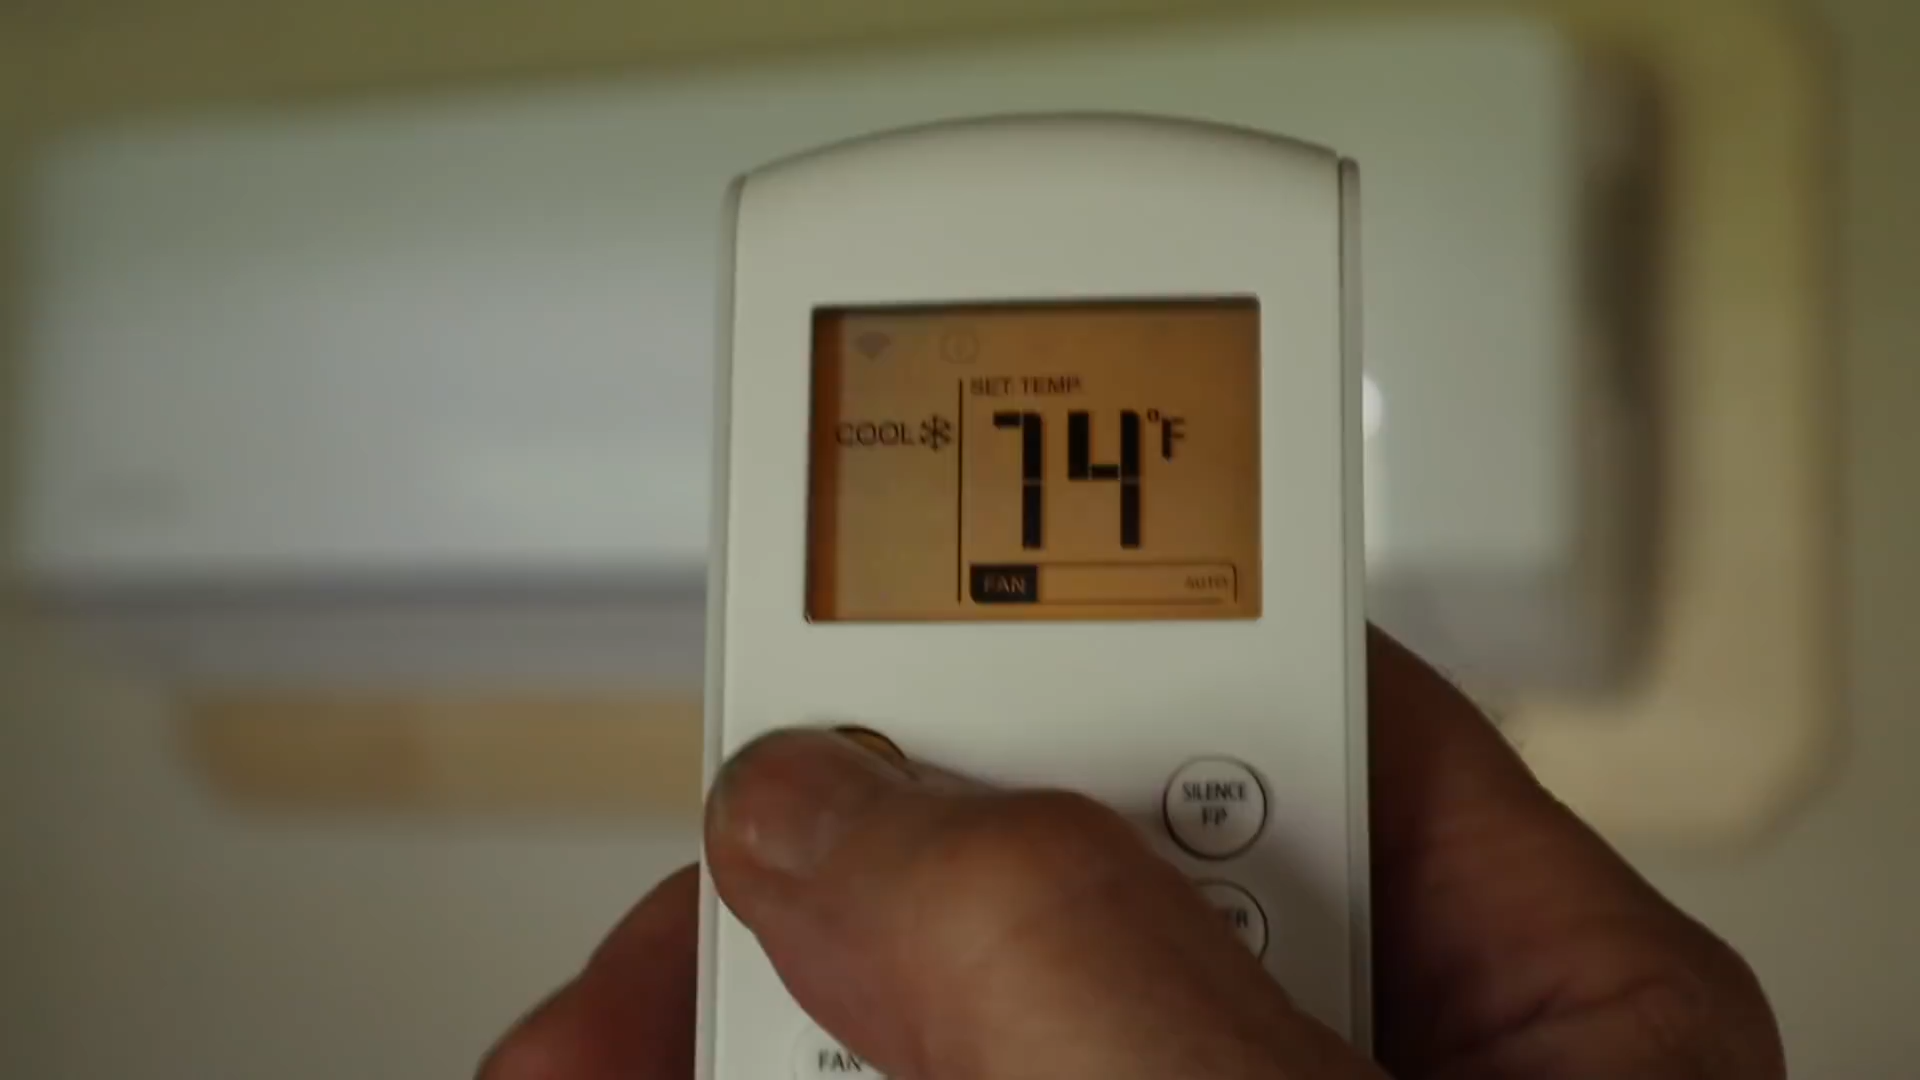 SET TEMP.
COOL
74°F
FAN AUTO
SILENCE
FP
FAN